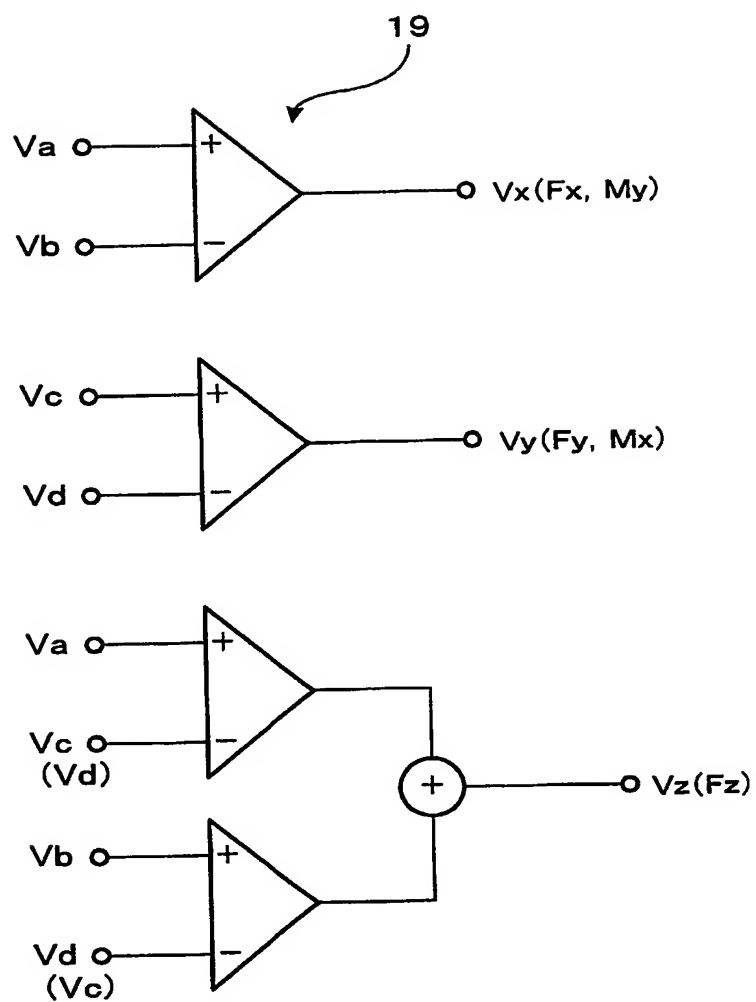 19
Va
+
Vb
−
Vx(Fx, My)
Vc
+
Vd
−
Vy(Fy, Mx)
Va
+
Vc
(Vd)
−
+
Vz(Fz)
Vb
+
Vd
(Vc)
−